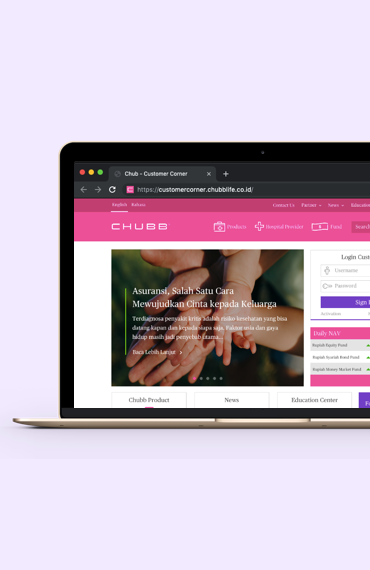 Chub - Customer Corner
https://customercorner.chubblife.co.id/
English Bahasa
Contact Us Partner News Education
CHUBB
Products Hospital Provider Fund Search
Login Cust
Username
Password
Sign I
Activation
Asuransi, Salah Satu Cara
Mewujudkan Cinta kepada Keluarga
Terdiagnosa penyakit kritis adalah risiko kesehatan yang bisa
datang kapan dan kepada siapa saja. Faktor usia dan gaya
hidup masih jadi penyebab utama...
Baca Lebih Lanjut
Daily NAV
Rupiah Equity Fund
Rupiah Syariah Bond Fund
Rupiah Money Market Fund
Chubb Product
News
Education Center